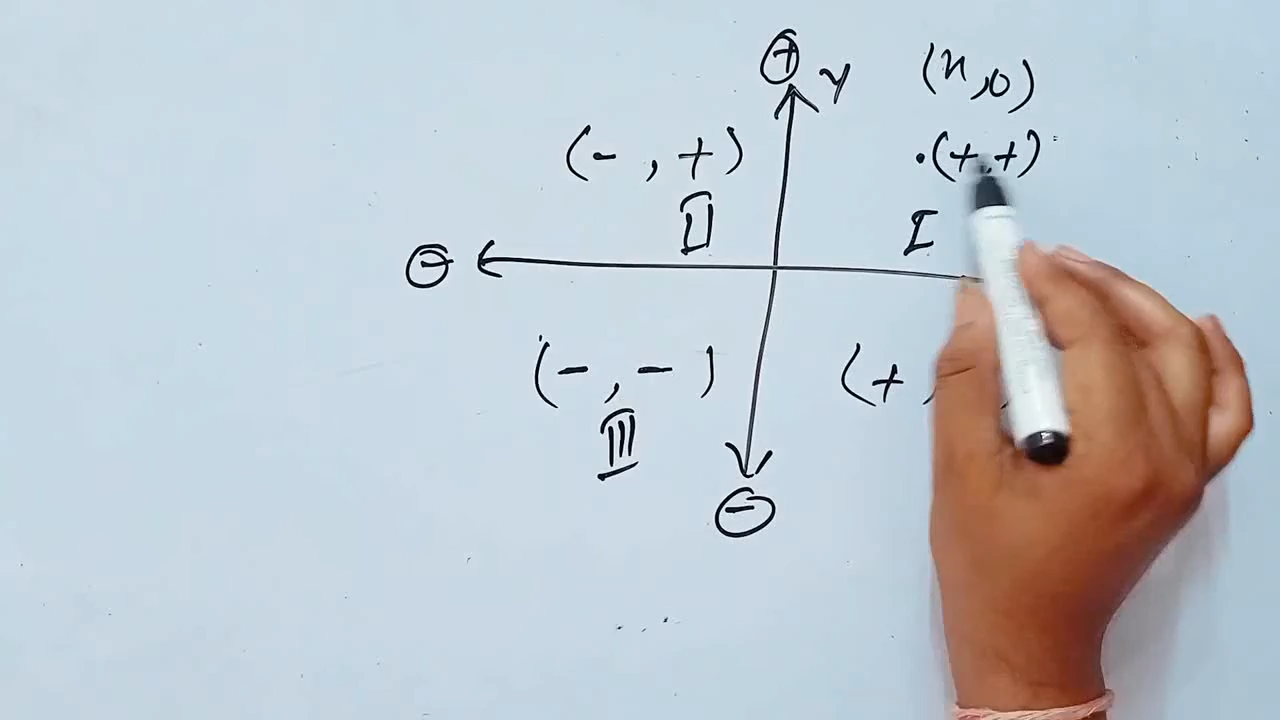 ⊕ y (x,0)
(-,+) .(+,+)
II I
⊖
(-,-) (+,
III
⊖